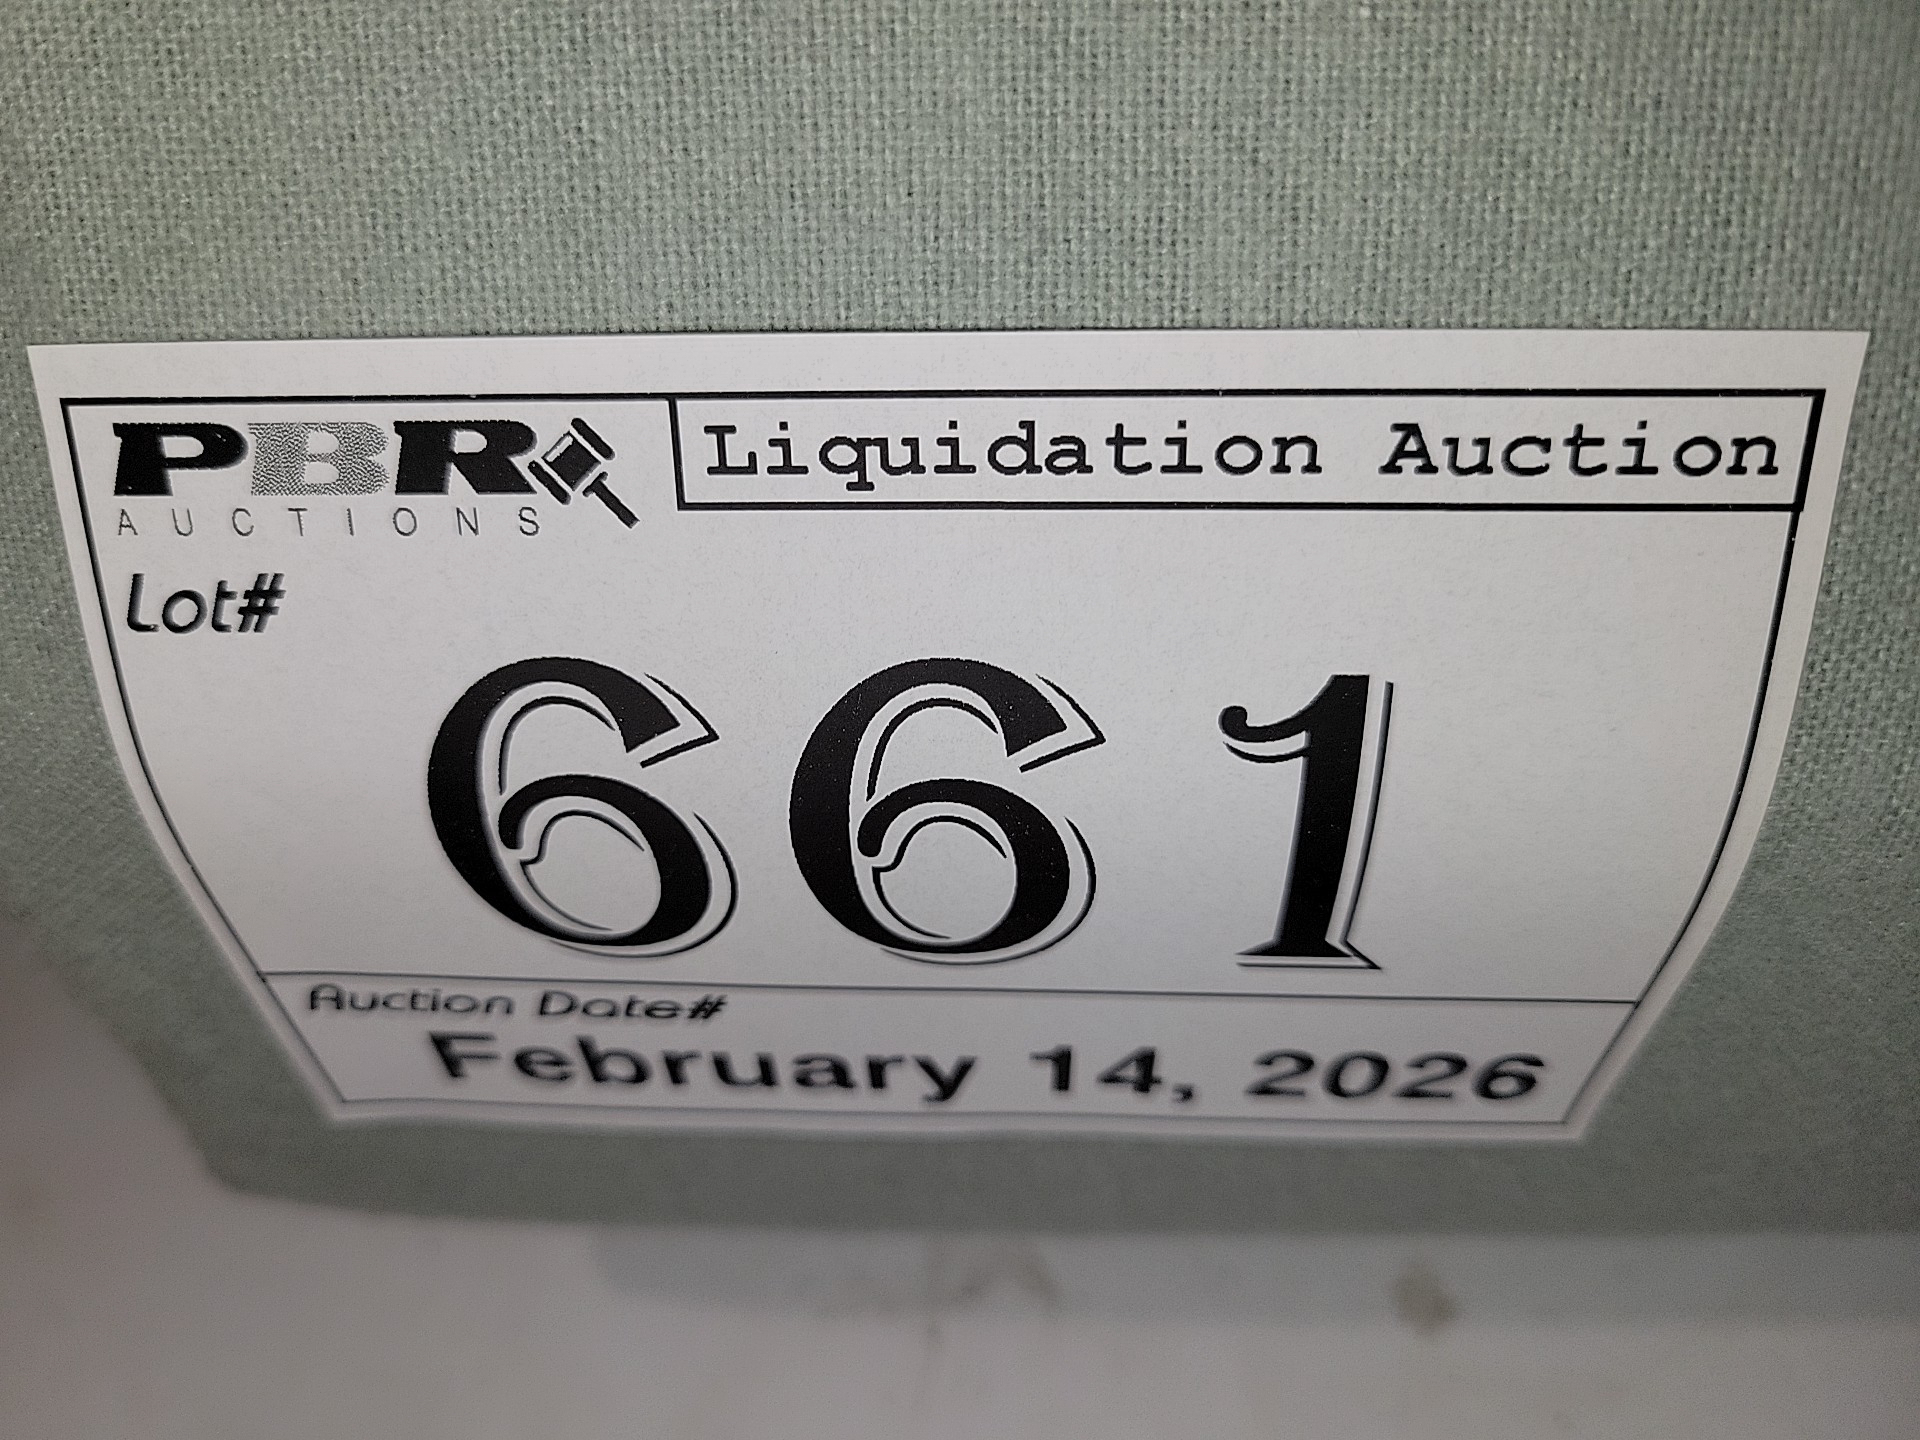 PBR
AUCTIONS
Liquidation Auction
Lot#
661
Auction Date#
February 14, 2026